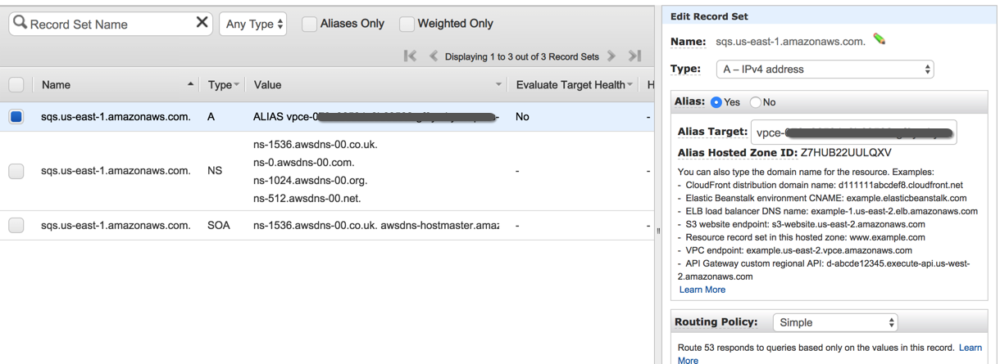 Record Set Name
Any Type
Aliases Only
Weighted Only
Displaying 1 to 3 out of 3 Record Sets
Name Type Value Evaluate Target Health H
sqs.us-east-1.amazonaws.com. A ALIAS vpce-0 - No -
sqs.us-east-1.amazonaws.com. NS ns-1536.awsdns-00.co.uk. - -
ns-0.awsdns-00.com.
ns-1024.awsdns-00.org.
ns-512.awsdns-00.net.
sqs.us-east-1.amazonaws.com. SOA ns-1536.awsdns-00.co.uk. awsdns-hostmaster.amaz - -
Edit Record Set
Name: sqs.us-east-1.amazonaws.com.
Type: A – IPv4 address
Alias: Yes No
Alias Target: vpce-
Alias Hosted Zone ID: Z7HUB22UULQXV
You can also type the domain name for the resource. Examples:
- CloudFront distribution domain name: d111111abcdef8.cloudfront.net
- Elastic Beanstalk environment CNAME: example.elasticbeanstalk.com
- ELB load balancer DNS name: example-1.us-east-2.elb.amazonaws.com
- S3 website endpoint: s3-website.us-east-2.amazonaws.com
- Resource record set in this hosted zone: www.example.com
- VPC endpoint: example.us-east-2.vpce.amazonaws.com
- API Gateway custom regional API: d-abcde12345.execute-api.us-west-
2.amazonaws.com
Learn More
Routing Policy: Simple
Route 53 responds to queries based only on the values in this record. Learn
More